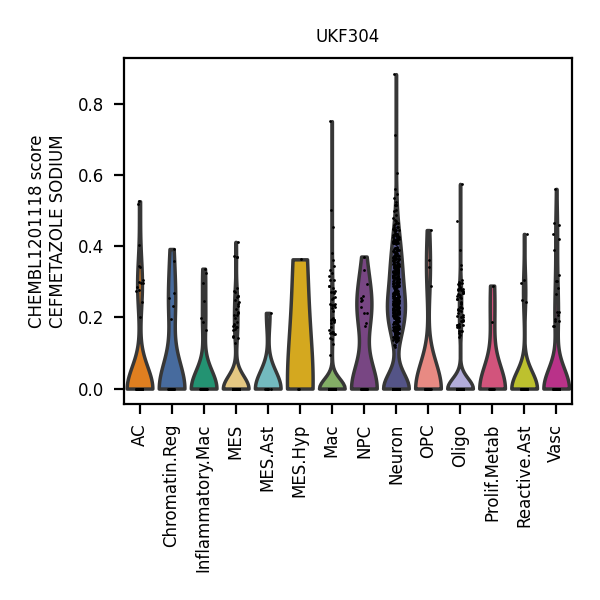 UKF304
CHEMBL1201118 score
CEFMETAZOLE SODIUM
0.8
0.6
0.4
0.2
0.0
AC
Chromatin.Reg
Inflammatory.Mac
MES
MES.Ast
MES.Hyp
Mac
NPC
Neuron
OPC
Oligo
Prolif.Metab
Reactive.Ast
Vasc